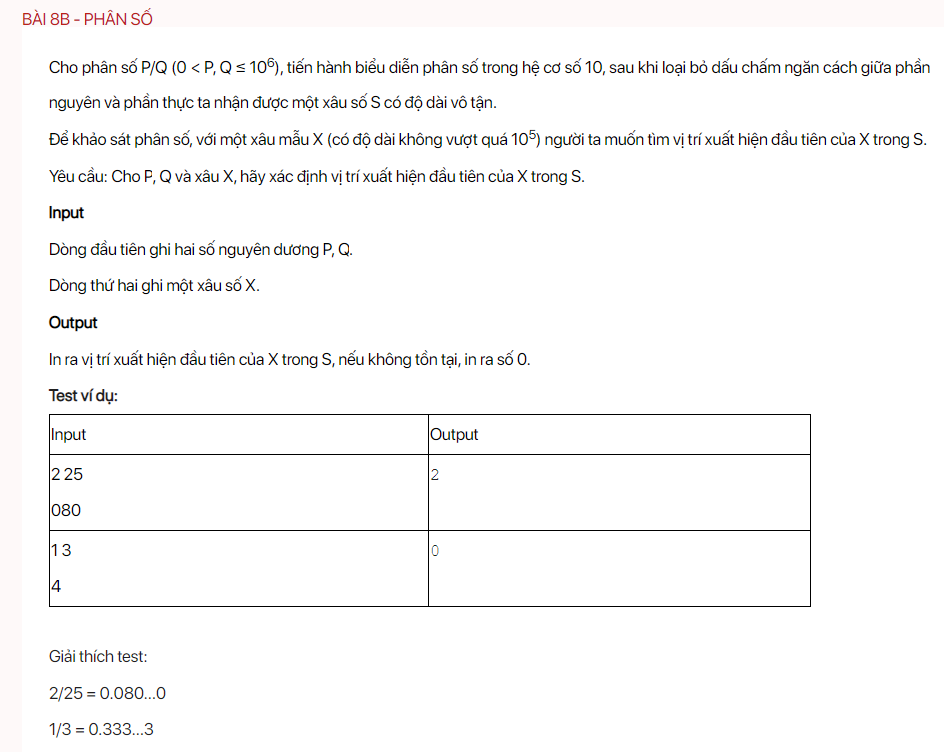 BÀI 8B - PHÂN SỐ
Cho phân số P/Q (0 < P, Q ≤ 10⁶), tiến hành biểu diễn phân số trong hệ cơ số 10, sau khi loại bỏ dấu chấm ngăn cách giữa phần
nguyên và phần thực ta nhận được một xâu số S có độ dài vô tận.
Để khảo sát phân số, với một xâu mẫu X (có độ dài không vượt quá 10⁵) người ta muốn tìm vị trí xuất hiện đầu tiên của X trong S.
Yêu cầu: Cho P, Q và xâu X, hãy xác định vị trí xuất hiện đầu tiên của X trong S.
Input
Dòng đầu tiên ghi hai số nguyên dương P, Q.
Dòng thứ hai ghi một xâu số X.
Output
In ra vị trí xuất hiện đầu tiên của X trong S, nếu không tồn tại, in ra số 0.
Test ví dụ:
Input Output
2 25 2
080
1 3 0
4
Giải thích test:
2/25 = 0.080...0
1/3 = 0.333...3